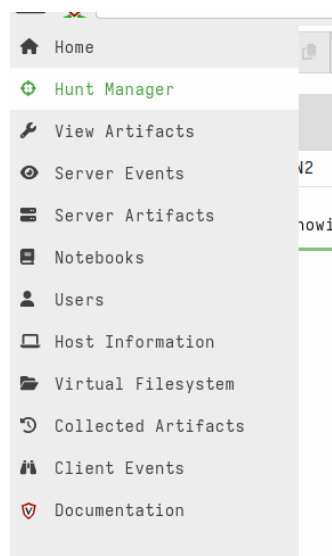 Home
Hunt Manager
View Artifacts
Server Events
N2
Server Artifacts
Notebooks
Users
Host Information
Virtual Filesystem
Collected Artifacts
Client Events
Documentation